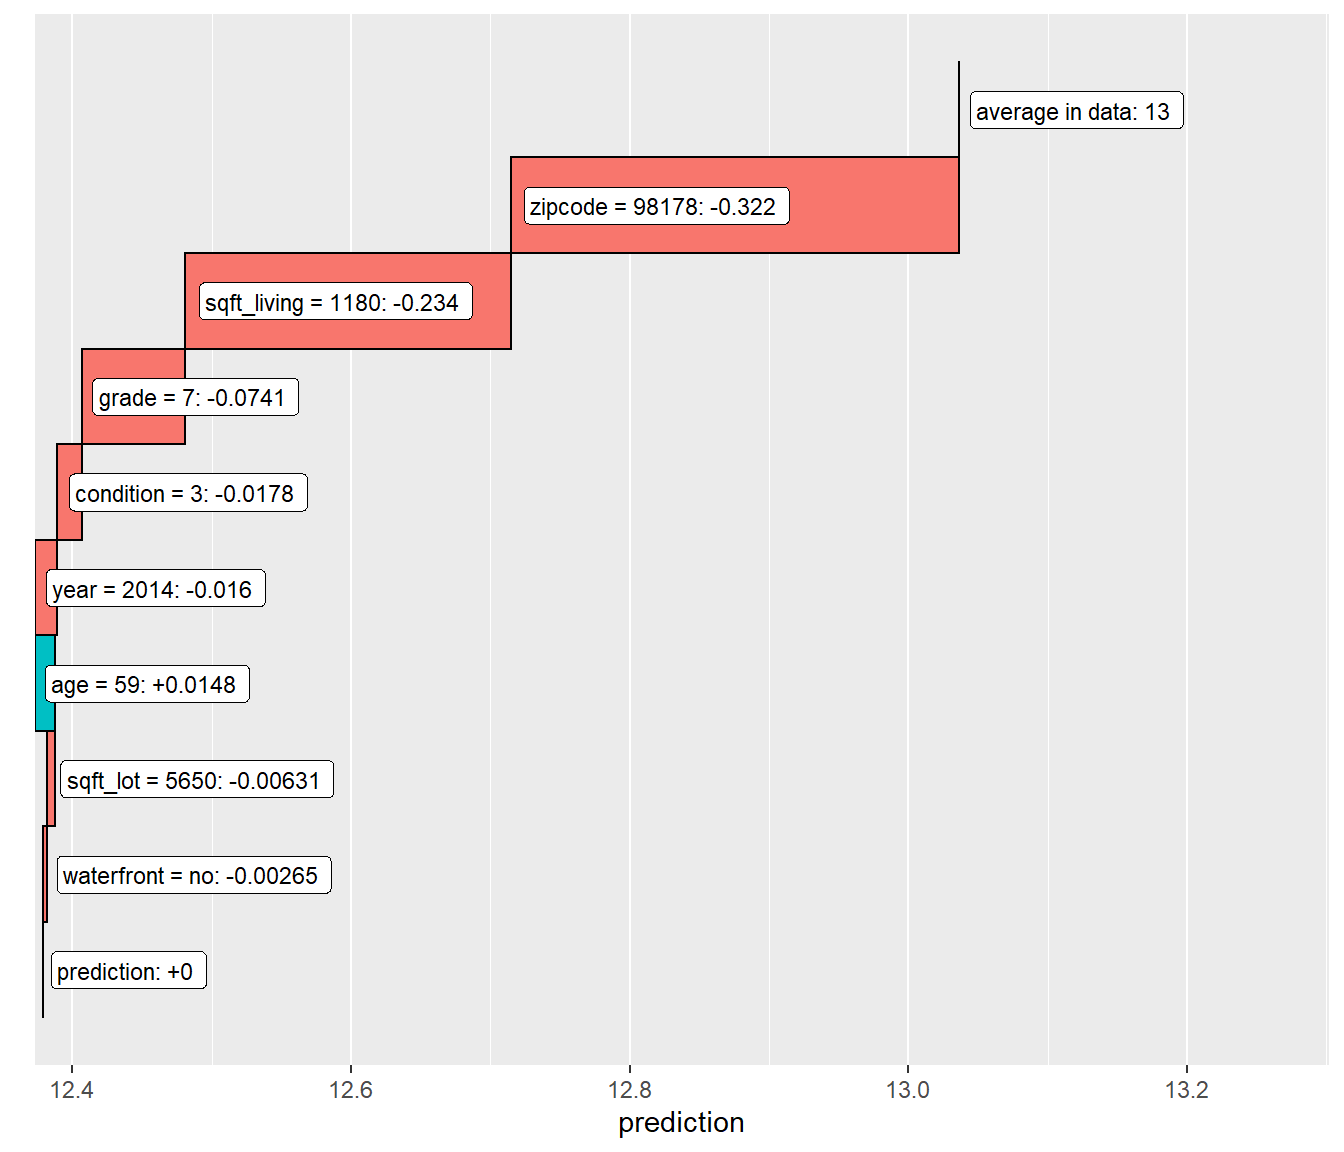 average in data: 13
zipcode = 98178: -0.322
sqft_living = 1180: -0.234
grade = 7: -0.0741
condition = 3: -0.0178
year = 2014: -0.016
age = 59: +0.0148
sqft_lot = 5650: -0.00631
waterfront = no: -0.00265
prediction: +0
12.4 12.6 12.8 13.0 13.2
prediction